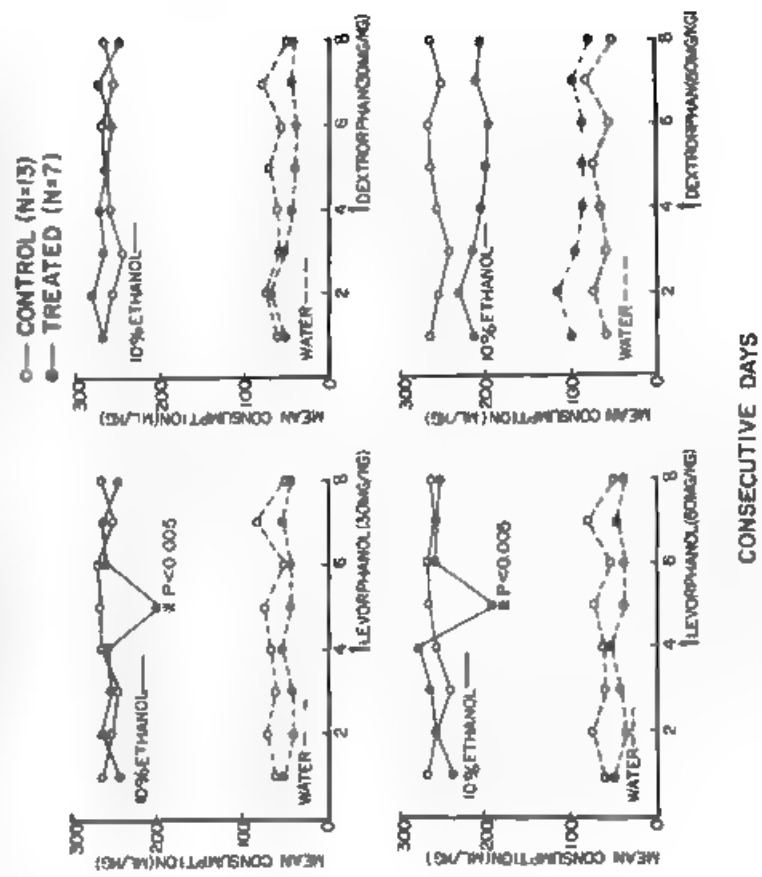 CONTROL (N=13)
TREATED (N=7)
300
200
100
0
MEAN CONSUMPTION (ML/KG)
10% ETHANOL
* P<0.005
WATER
2
4
6
8
LEVORPHANOL (30MG/KG)
300
200
100
0
MEAN CONSUMPTION (ML/KG)
10% ETHANOL
WATER
2
4
6
8
DEXTRORPHAN (30MG/KG)
300
200
100
0
MEAN CONSUMPTION (ML/KG)
10% ETHANOL
* P<0.005
WATER
2
4
6
8
LEVORPHANOL (60MG/KG)
300
200
100
0
MEAN CONSUMPTION (ML/KG)
10% ETHANOL
WATER
2
4
6
8
DEXTRORPHAN (60MG/KG)
CONSECUTIVE DAYS